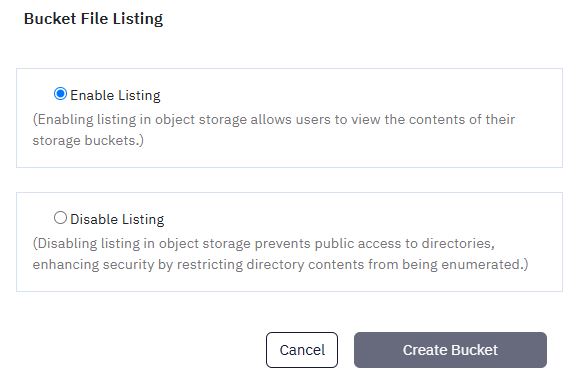 Bucket File Listing
Enable Listing
(Enabling listing in object storage allows users to view the contents of their
storage buckets.)
Disable Listing
(Disabling listing in object storage prevents public access to directories,
enhancing security by restricting directory contents from being enumerated.)
Cancel
Create Bucket